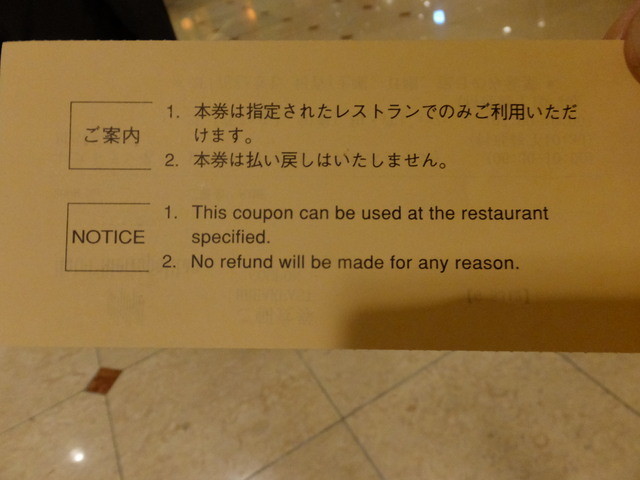 ご案内
1. 本券は指定されたレストランでのみご利用いただ
けます。
2. 本券は払い戻しはいたしません。
NOTICE
1. This coupon can be used at the restaurant
specified.
2. No refund will be made for any reason.